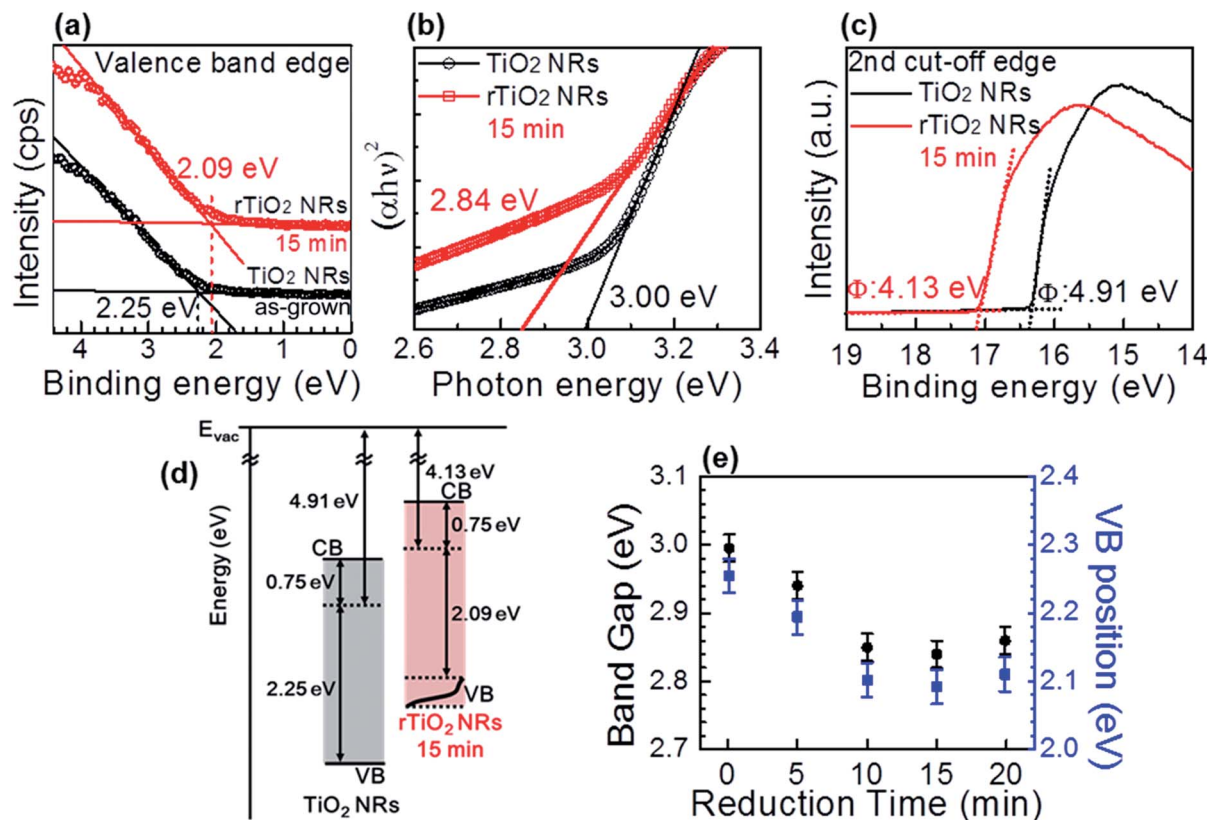 (a)
Valence band edge
2.09 eV
rTiO2 NRs
15 min
TiO2 NRs
2.25 eV
as-grown
Intensity (cps)
4 3 2 1 0
Binding energy (eV)
(b)
TiO2 NRs
rTiO2 NRs
15 min
2.84 eV
3.00 eV
(αhν)2
2.6 2.8 3.0 3.2 3.4
Photon energy (eV)
(c)
2nd cut-off edge
TiO2 NRs
rTiO2 NRs
15 min
Φ:4.13 eV
Φ:4.91 eV
Intensity (a.u.)
19 18 17 16 15 14
Binding energy (eV)
(d)
Evac
Energy (eV)
4.13 eV
4.91 eV
CB
0.75 eV
CB
0.75 eV
2.09 eV
2.25 eV
VB
rTiO2 NRs
15 min
VB
TiO2 NRs
(e)
3.1
3.0
2.9
2.8
2.7
Band Gap (eV)
2.4
2.3
2.2
2.1
2.0
VB position (eV)
0 5 10 15 20
Reduction Time (min)